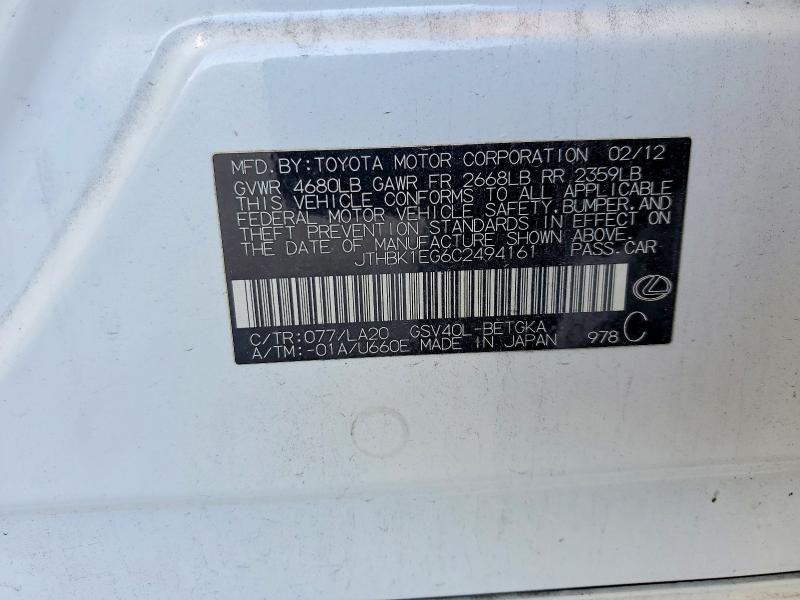 MFD.BY:TOYOTA MOTOR CORPORATION 02/12
GVWR 4680LB GAWR FR 2668LB RR 2359LB
THIS VEHICLE CONFORMS TO ALL APPLICABLE
FEDERAL MOTOR VEHICLE SAFETY,BUMPER,AND
THEFT PREVENTION STANDARDS IN EFFECT ON
THE DATE OF MANUFACTURE SHOWN ABOVE.
JTHBK1EG6C2494161 PASS.CAR
C/TR:077/LA20 GSV40L-BETGKA
A/TM:-01A/U660E MADE IN JAPAN 978 C